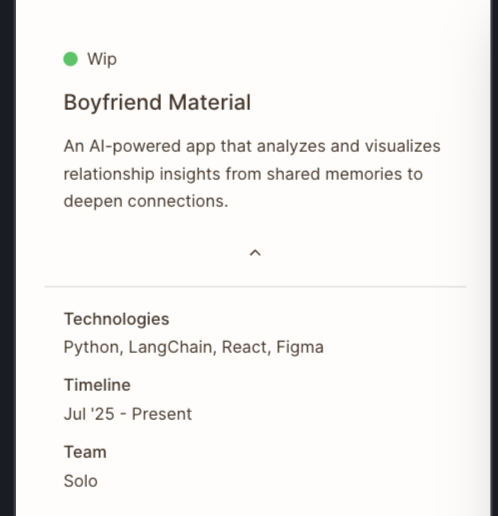 Wip
Boyfriend Material
An AI-powered app that analyzes and visualizes
relationship insights from shared memories to
deepen connections.
Technologies
Python, LangChain, React, Figma
Timeline
Jul '25 - Present
Team
Solo